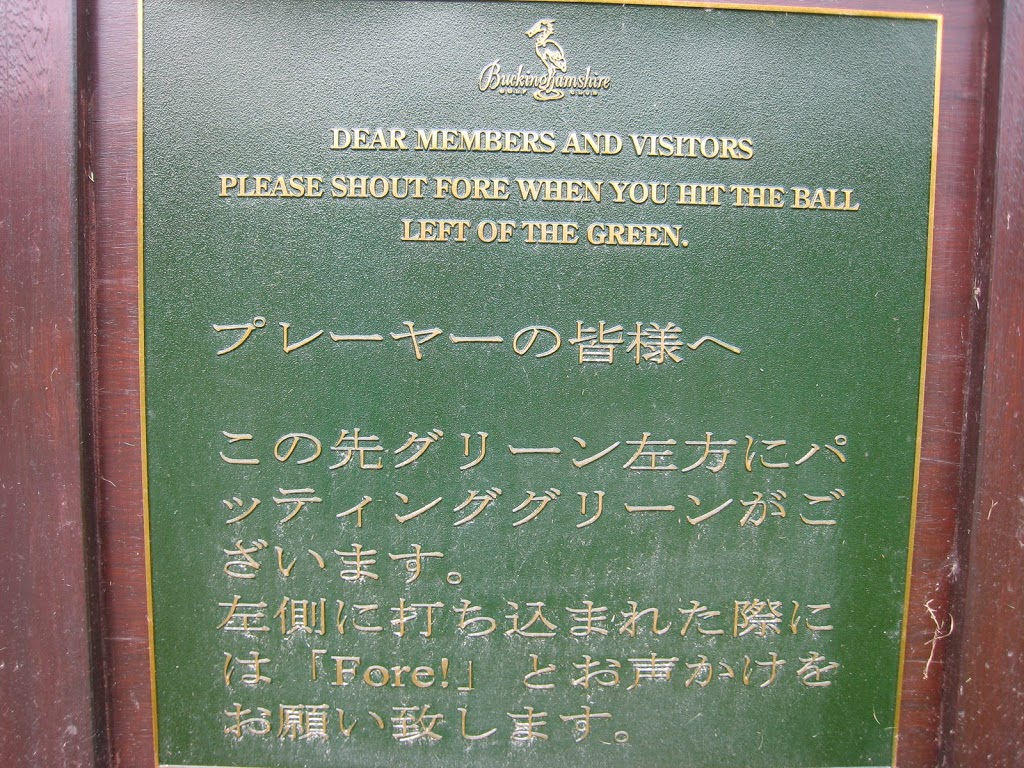 Buckinghamshire
GOLF CLUB
DEAR MEMBERS AND VISITORS
PLEASE SHOUT FORE WHEN YOU HIT THE BALL
LEFT OF THE GREEN.
プレーヤーの皆様へ
この先グリーン左方にパ
ッティンググリーンがご
ざいます。
左側に打ち込まれた際に
は「Fore!」とお声かけを
お願い致します。